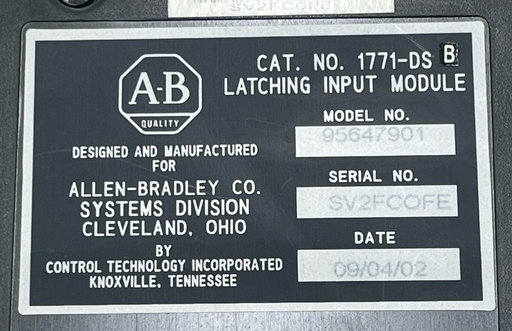 CAT. NO. 1771-DS B
LATCHING INPUT MODULE
A-B
QUALITY
MODEL NO.
95647901
DESIGNED AND MANUFACTURED
FOR
ALLEN-BRADLEY CO.
SYSTEMS DIVISION
CLEVELAND, OHIO
BY
CONTROL TECHNOLOGY INCORPORATED
KNOXVILLE, TENNESSEE
SERIAL NO.
SV2FCOFE
DATE
09/04/02